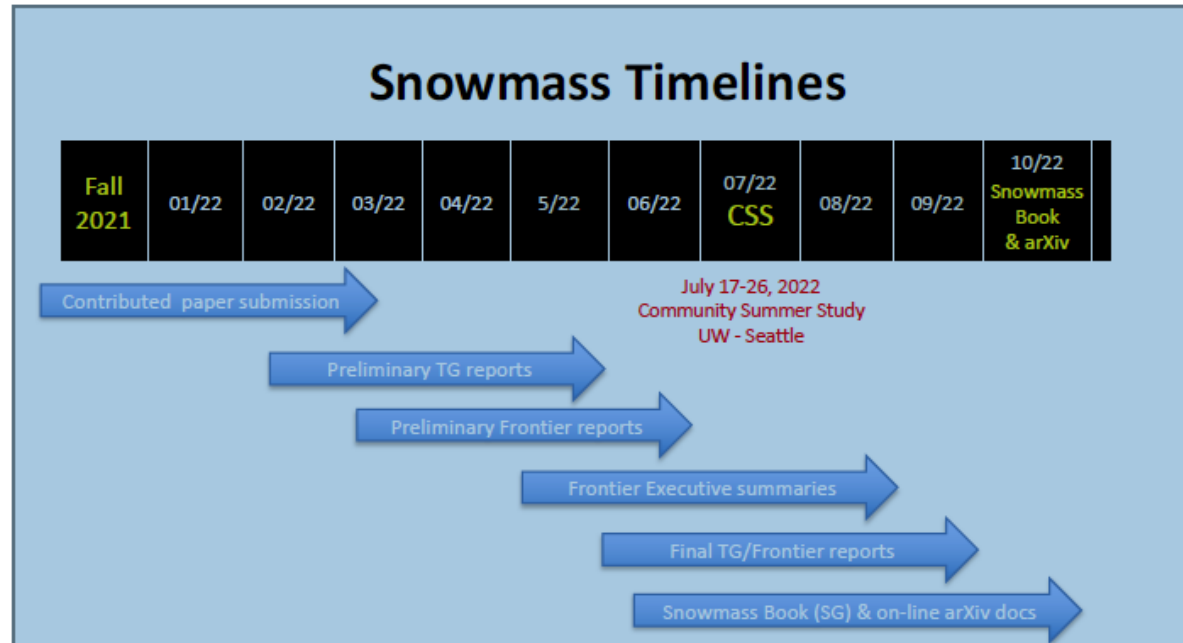 Snowmass Timelines
Fall
2021
01/22
02/22
03/22
04/22
5/22
06/22
07/22
CSS
08/22
09/22
10/22
Snowmass
Book
& arXiv
Contributed paper submission
July 17-26, 2022
Community Summer Study
UW - Seattle
Preliminary TG reports
Preliminary Frontier reports
Frontier Executive summaries
Final TG/Frontier reports
Snowmass Book (SG) & on-line arXiv docs